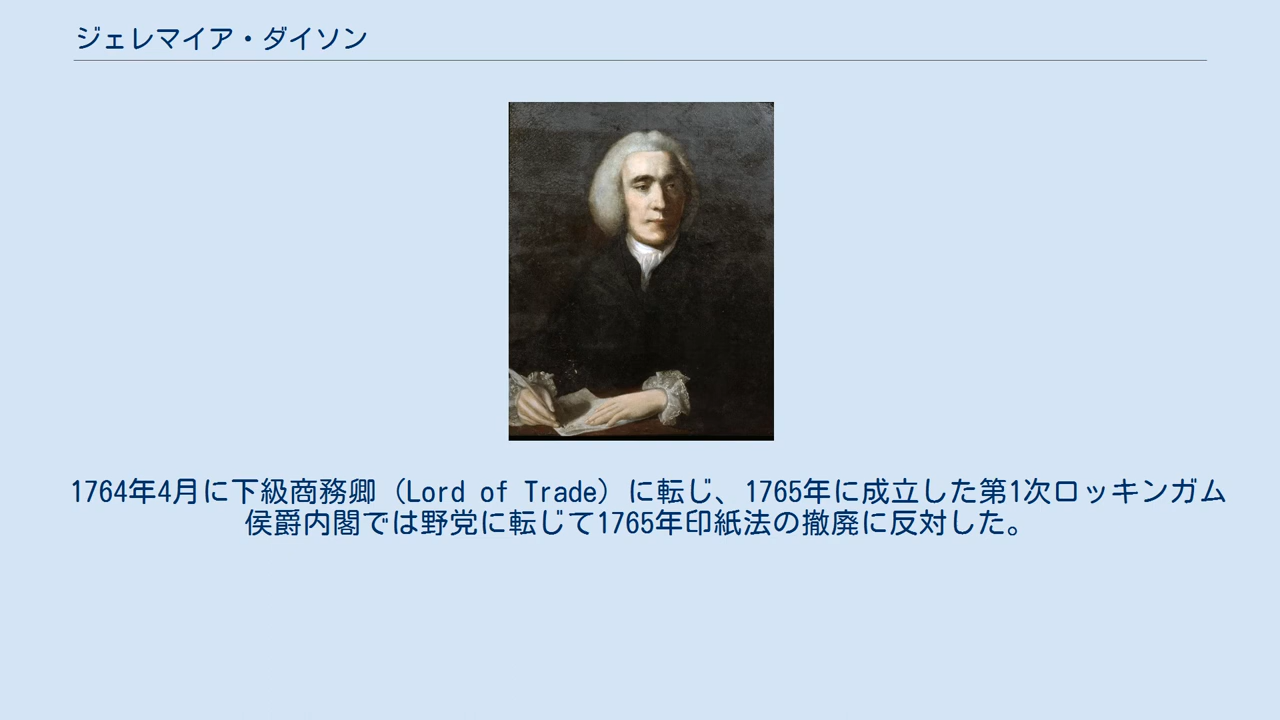 ジェレマイア・ダイソン
1764年4月に下級商務卿（Lord of Trade）に転じ、1765年に成立した第1次ロッキンガム
侯爵内閣では野党に転じて1765年印紙法の撤廃に反対した。